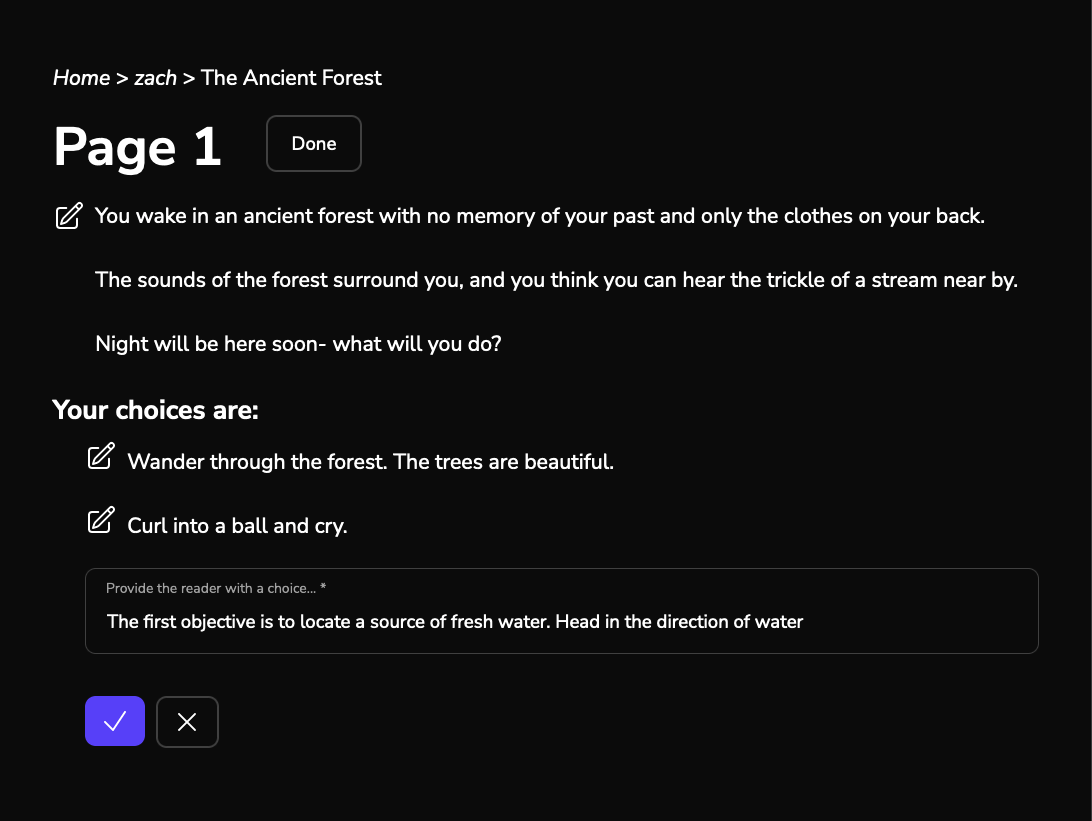 Home > zach > The Ancient Forest
Page 1
Done
You wake in an ancient forest with no memory of your past and only the clothes on your back.
The sounds of the forest surround you, and you think you can hear the trickle of a stream near by.
Night will be here soon- what will you do?
Your choices are:
Wander through the forest. The trees are beautiful.
Curl into a ball and cry.
Provide the reader with a choice... *
The first objective is to locate a source of fresh water. Head in the direction of water